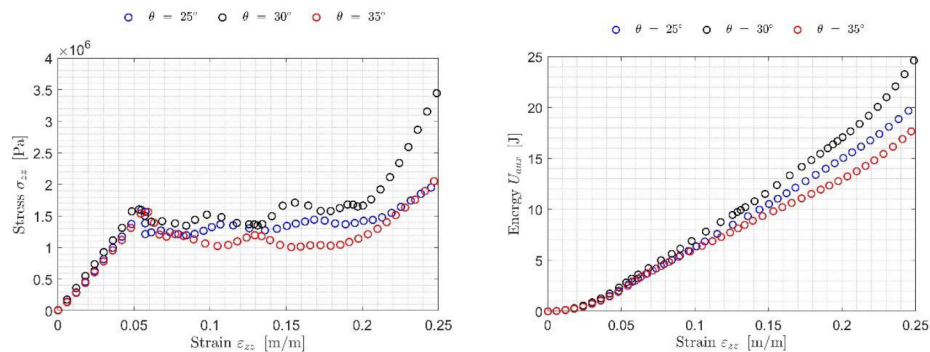 θ = 25° θ = 30° θ = 35°
×10⁶
4
3.5
3
2.5
2
1.5
1
0.5
0
0 0.05 0.1 0.15 0.2 0.25
Stress σzz [Pa]
Strain εzz [m/m]
θ = 25° θ = 30° θ = 35°
25
20
15
10
5
0
0 0.05 0.1 0.15 0.2 0.25
Energy Uaux [J]
Strain εzz [m/m]